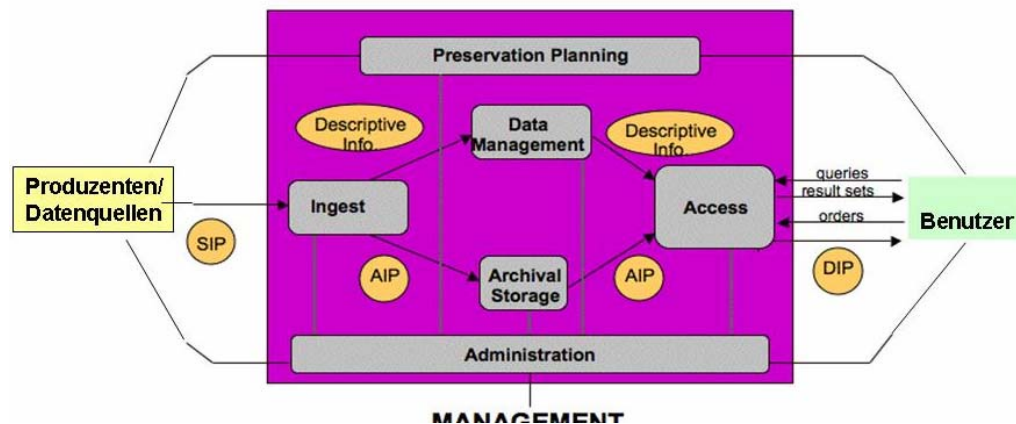 Preservation Planning
Descriptive
Info.
Data
Management
Descriptive
Info.
Produzenten/
Datenquellen
Ingest
Access
queries
result sets
orders
Benutzer
SIP
AIP
Archival
Storage
AIP
DIP
Administration
MANAGEMENT